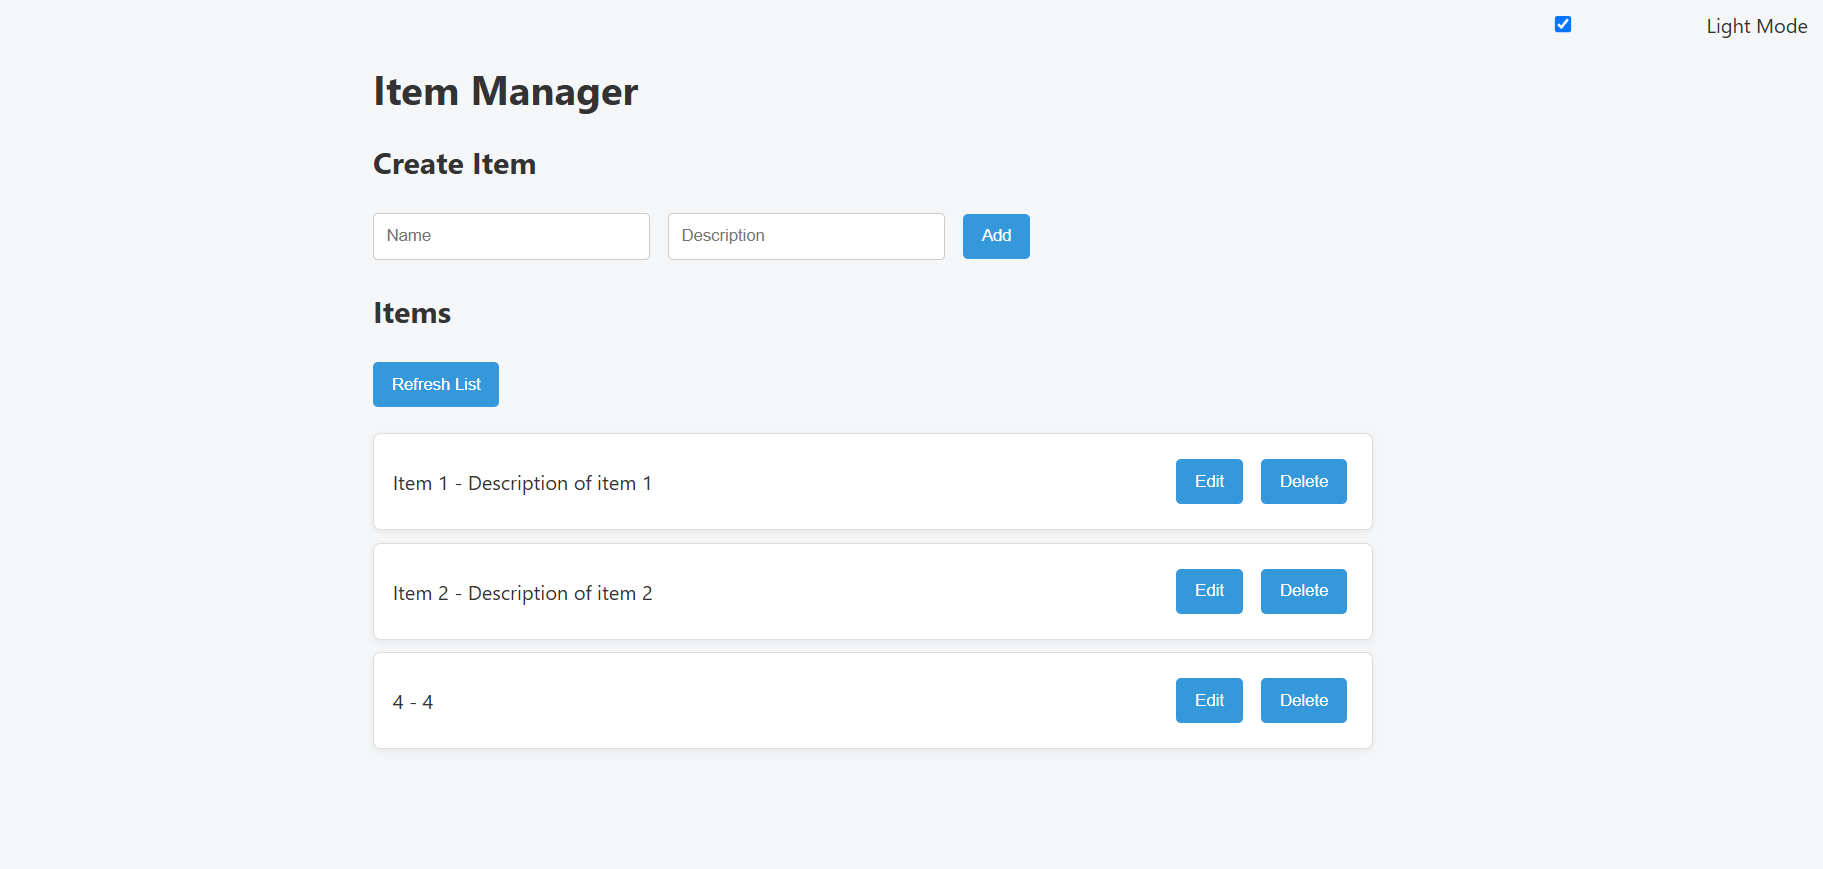 Light Mode
Item Manager
Create Item
Name Description Add
Items
Refresh List
Item 1 - Description of item 1 Edit Delete
Item 2 - Description of item 2 Edit Delete
4 - 4 Edit Delete